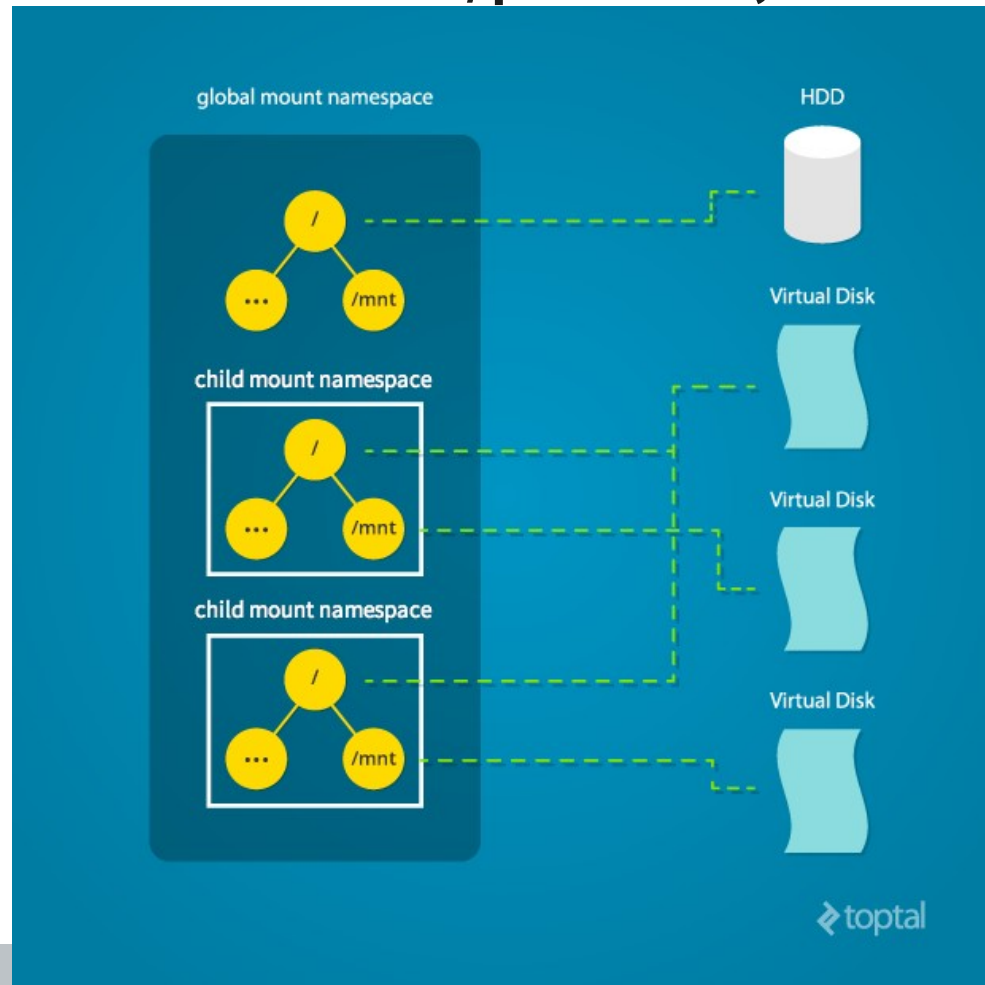 global mount namespace
HDD
/
... /mnt
Virtual Disk
child mount namespace
/
... /mnt
Virtual Disk
child mount namespace
/
... /mnt
Virtual Disk
toptal